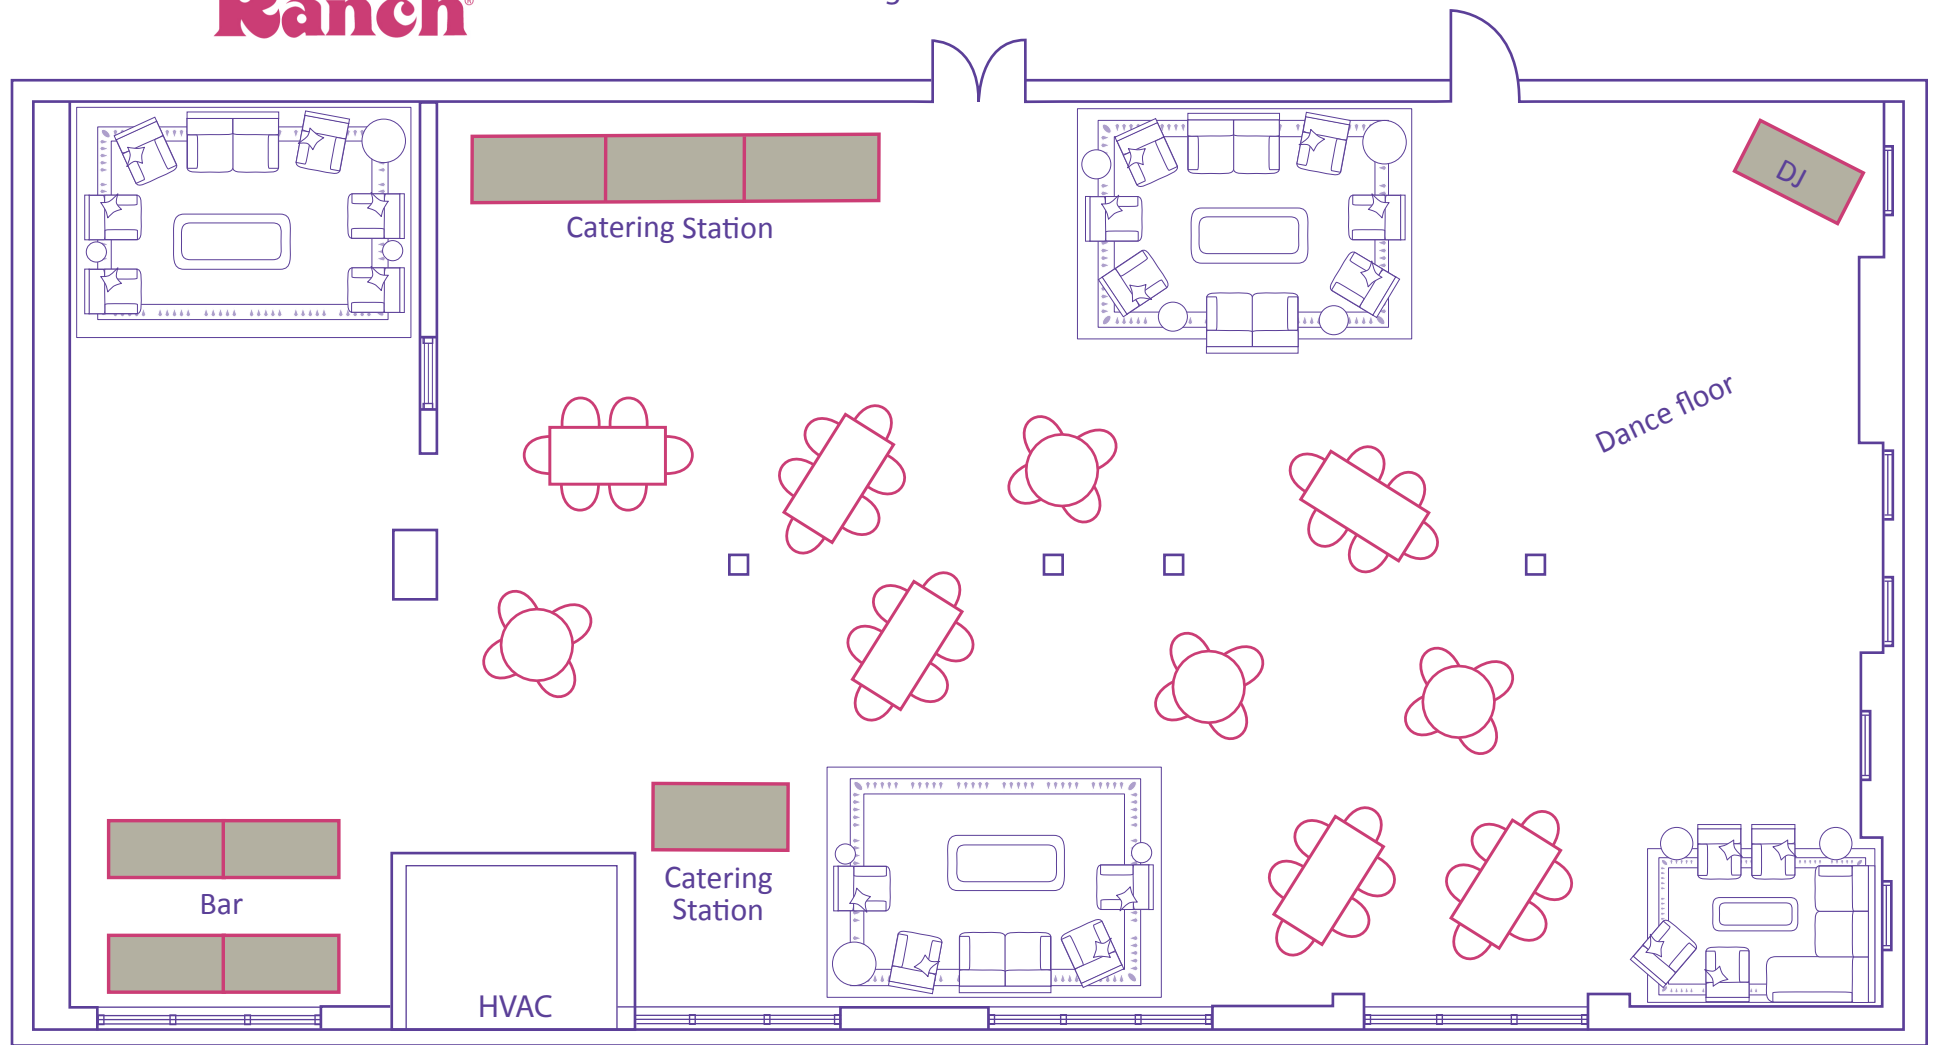 Ranch®
Catering Station
DJ
Dance floor
Catering
Station
Bar
HVAC